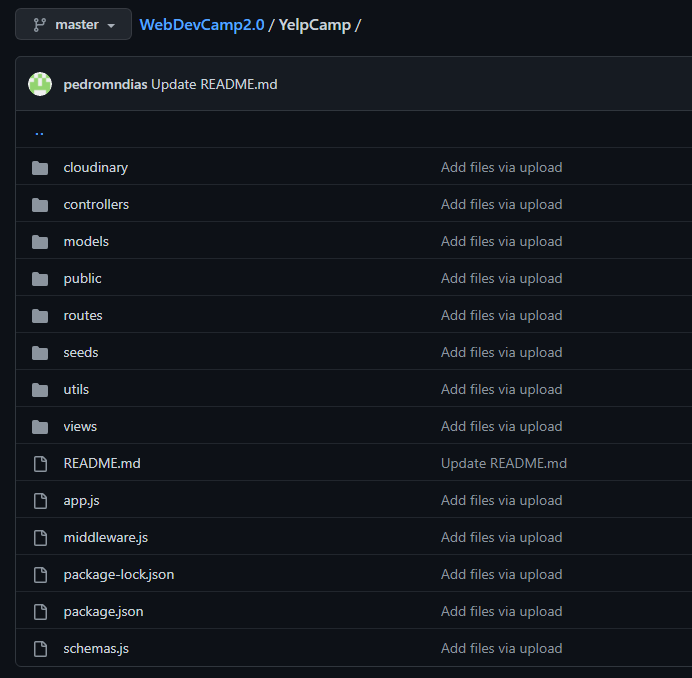 master WebDevCamp2.0 / YelpCamp /
pedromndias Update README.md
..
cloudinary Add files via upload
controllers Add files via upload
models Add files via upload
public Add files via upload
routes Add files via upload
seeds Add files via upload
utils Add files via upload
views Add files via upload
README.md Update README.md
app.js Add files via upload
middleware.js Add files via upload
package-lock.json Add files via upload
package.json Add files via upload
schemas.js Add files via upload